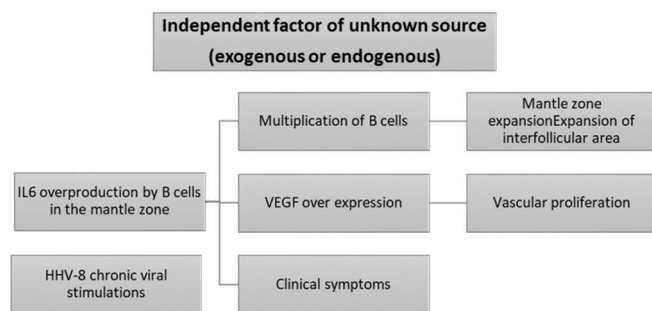 Independent factor of unknown source
(exogenous or endogenous)
Multiplication of B cells
Mantle zone
expansionExpansion of
interfollicular area
IL6 overproduction by B cells
in the mantle zone
VEGF over expression
Vascular proliferation
HHV-8 chronic viral
stimulations
Clinical symptoms